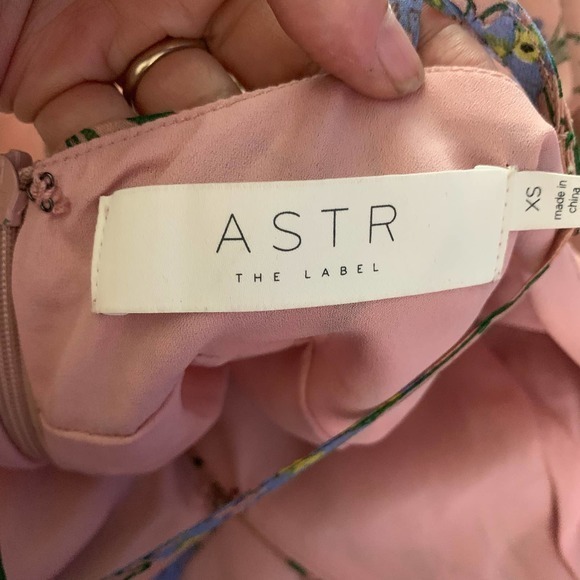 ASTR
THE LABEL
XS
made in
china